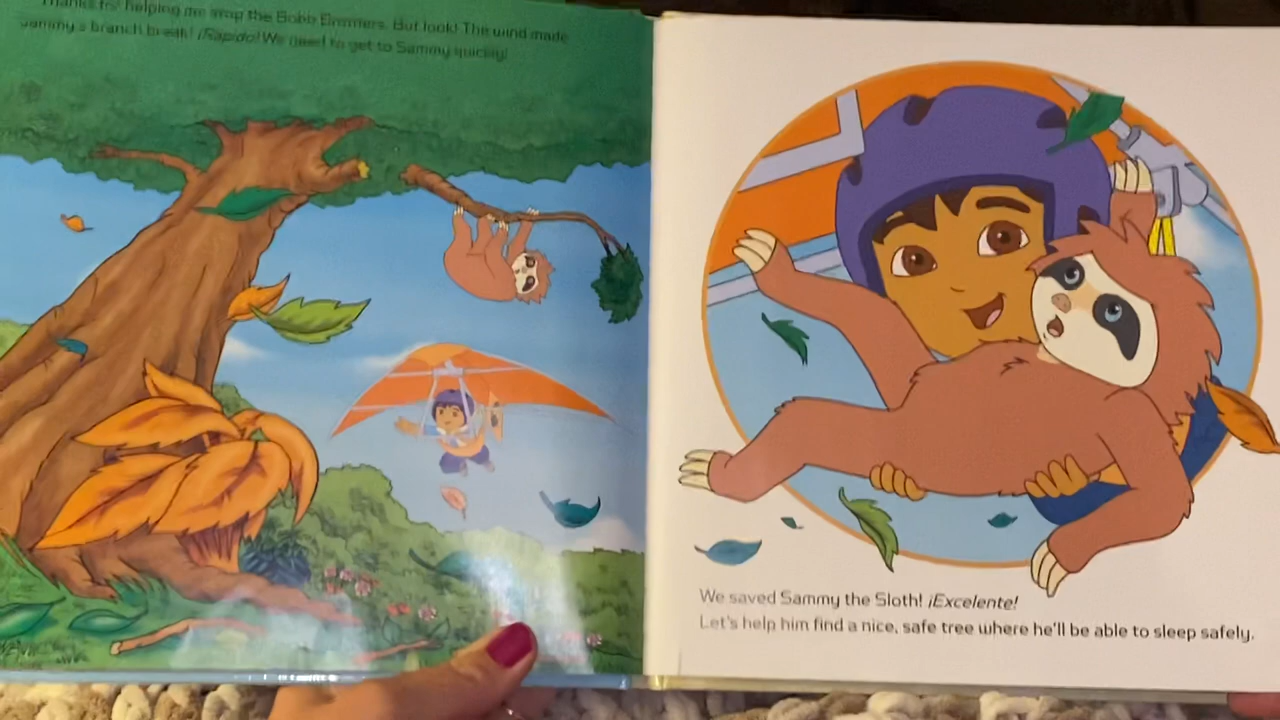 Thanks for helping me stop the Bobo Brothers. But look! The wind made
Sammy's branch break! ¡Rápido! We need to get to Sammy quickly!
We saved Sammy the Sloth! ¡Excelente!
Let's help him find a nice, safe tree where he'll be able to sleep safely.